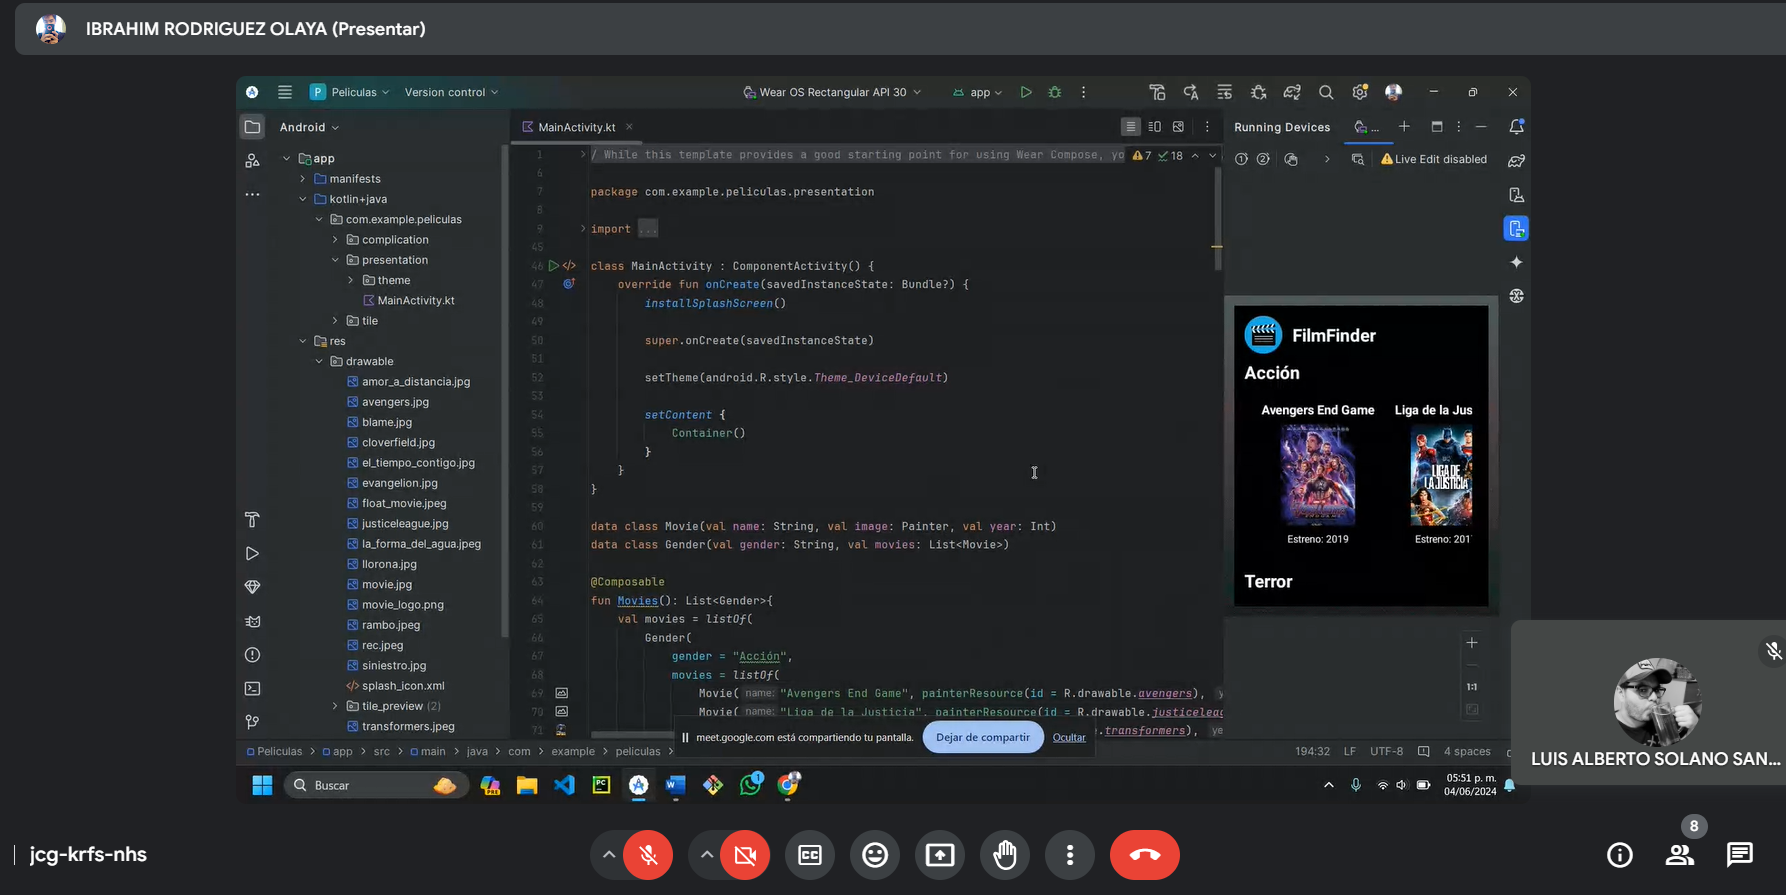 IBRAHIM RODRIGUEZ OLAYA (Presentar)
P Peliculas Version control Wear OS Rectangular API 30 app
Android MainActivity.kt Running Devices
Live Edit disabled
app
manifests
kotlin+java
com.example.peliculas
complication
presentation
theme
MainActivity.kt
tile
res
drawable
amor_a_distancia.jpg
avengers.jpg
blame.jpg
cloverfield.jpg
el_tiempo_contigo.jpg
evangelion.jpg
float_movie.jpeg
justiceleague.jpg
la_forma_del_agua.jpeg
llorona.jpg
movie.jpg
movie_logo.png
rambo.jpeg
rec.jpeg
siniestro.jpg
splash_icon.xml
tile_preview (2)
transformers.jpeg
1 / While this template provides a good starting point for using Wear Compose, yo 7 18
6
7 package com.example.peliculas.presentation
8
9 import ...
45
46 class MainActivity : ComponentActivity() {
47 override fun onCreate(savedInstanceState: Bundle?) {
48 installSplashScreen()
49
50 super.onCreate(savedInstanceState)
51
52 setTheme(android.R.style.Theme_DeviceDefault)
53
54 setContent {
55 Container()
56 }
57 }
58 }
59
60 data class Movie(val name: String, val image: Painter, val year: Int)
61 data class Gender(val gender: String, val movies: List<Movie>)
62
63 @Composable
64 fun Movies(): List<Gender>{
65 val movies = listOf(
66 Gender(
67 gender = "Acción",
68 movies = listOf(
69 Movie( name: "Avengers End Game", painterResource(id = R.drawable.avengers), y
70 Movie( name: "Liga de la Justicia", painterResource(id = R.drawable.justiceleag
71 .transformers), y
FilmFinder
Acción
Avengers End Game Liga de la Jus
LIGA DE LA JUSTICIA
Estreno: 2019 Estreno: 201
Terror
1:1
meet.google.com está compartiendo tu pantalla. Dejar de compartir Ocultar
Peliculas app src main java com example peliculas 194:32 LF UTF-8 4 spaces
Buscar PRE PC 1 05:51 p. m.
04/06/2024
LUIS ALBERTO SOLANO SAN...
jcg-krfs-nhs
CC
8